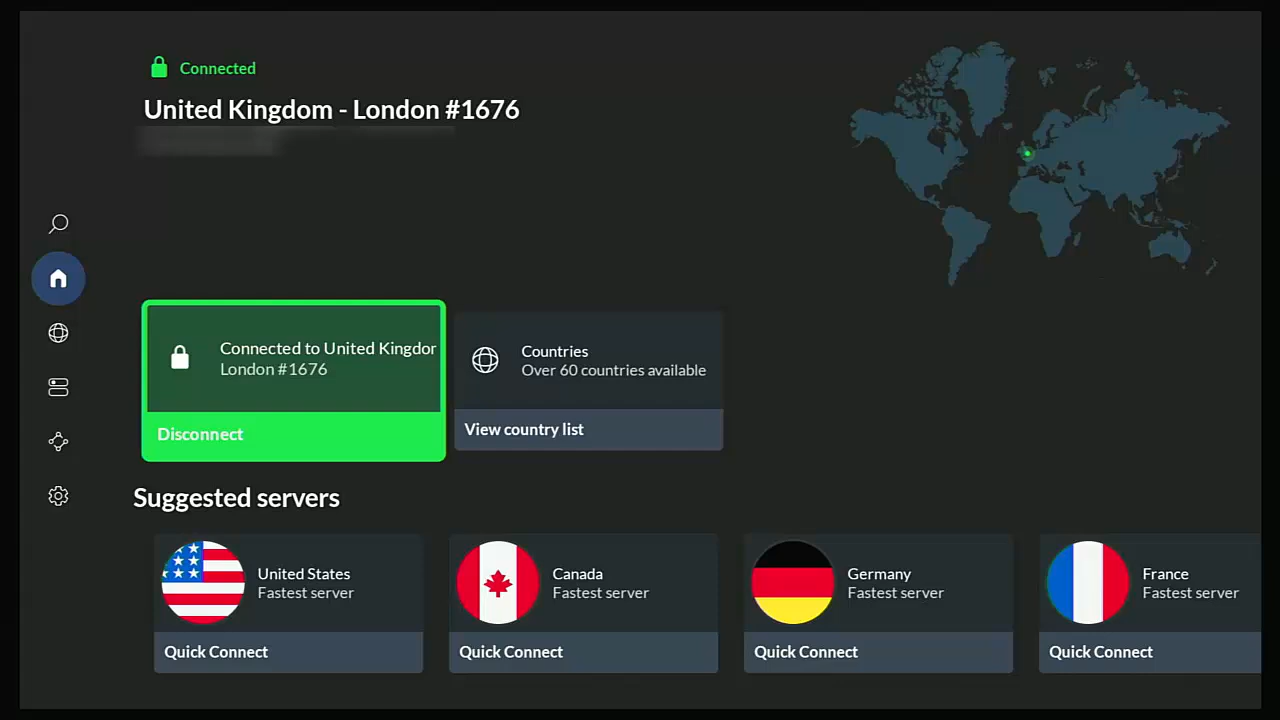 Connected
United Kingdom - London #1676
Connected to United Kingdor
London #1676
Disconnect
Countries
Over 60 countries available
View country list
Suggested servers
United States
Fastest server
Quick Connect
Canada
Fastest server
Quick Connect
Germany
Fastest server
Quick Connect
France
Fastest server
Quick Connect